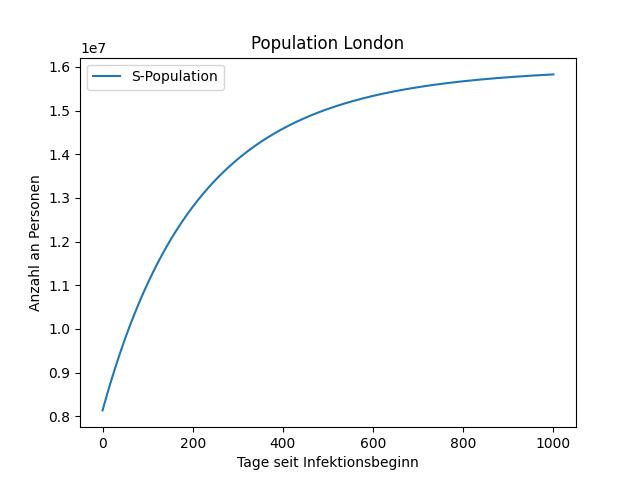 Population London
1e7
S-Population
1.6
1.5
1.4
1.3
1.2
1.1
1.0
0.9
0.8
Anzahl an Personen
0 200 400 600 800 1000
Tage seit Infektionsbeginn